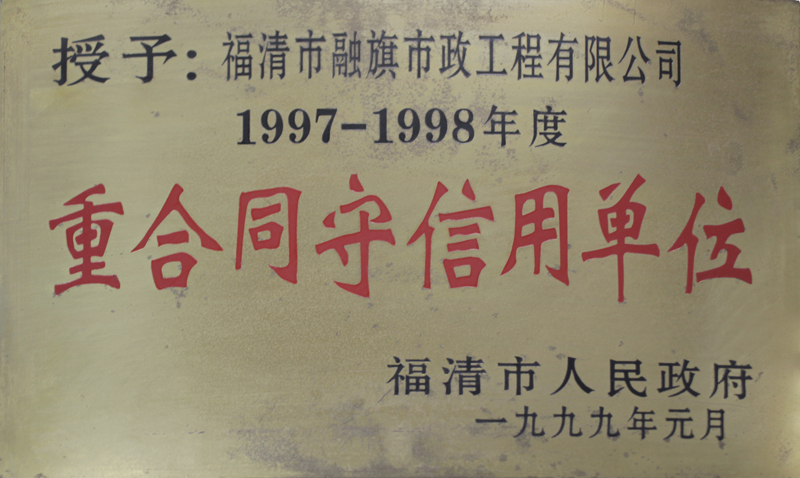 授予：福清市融旗市政工程有限公司
1997-1998年度
重合同守信用单位
福清市人民政府
一九九九年元月